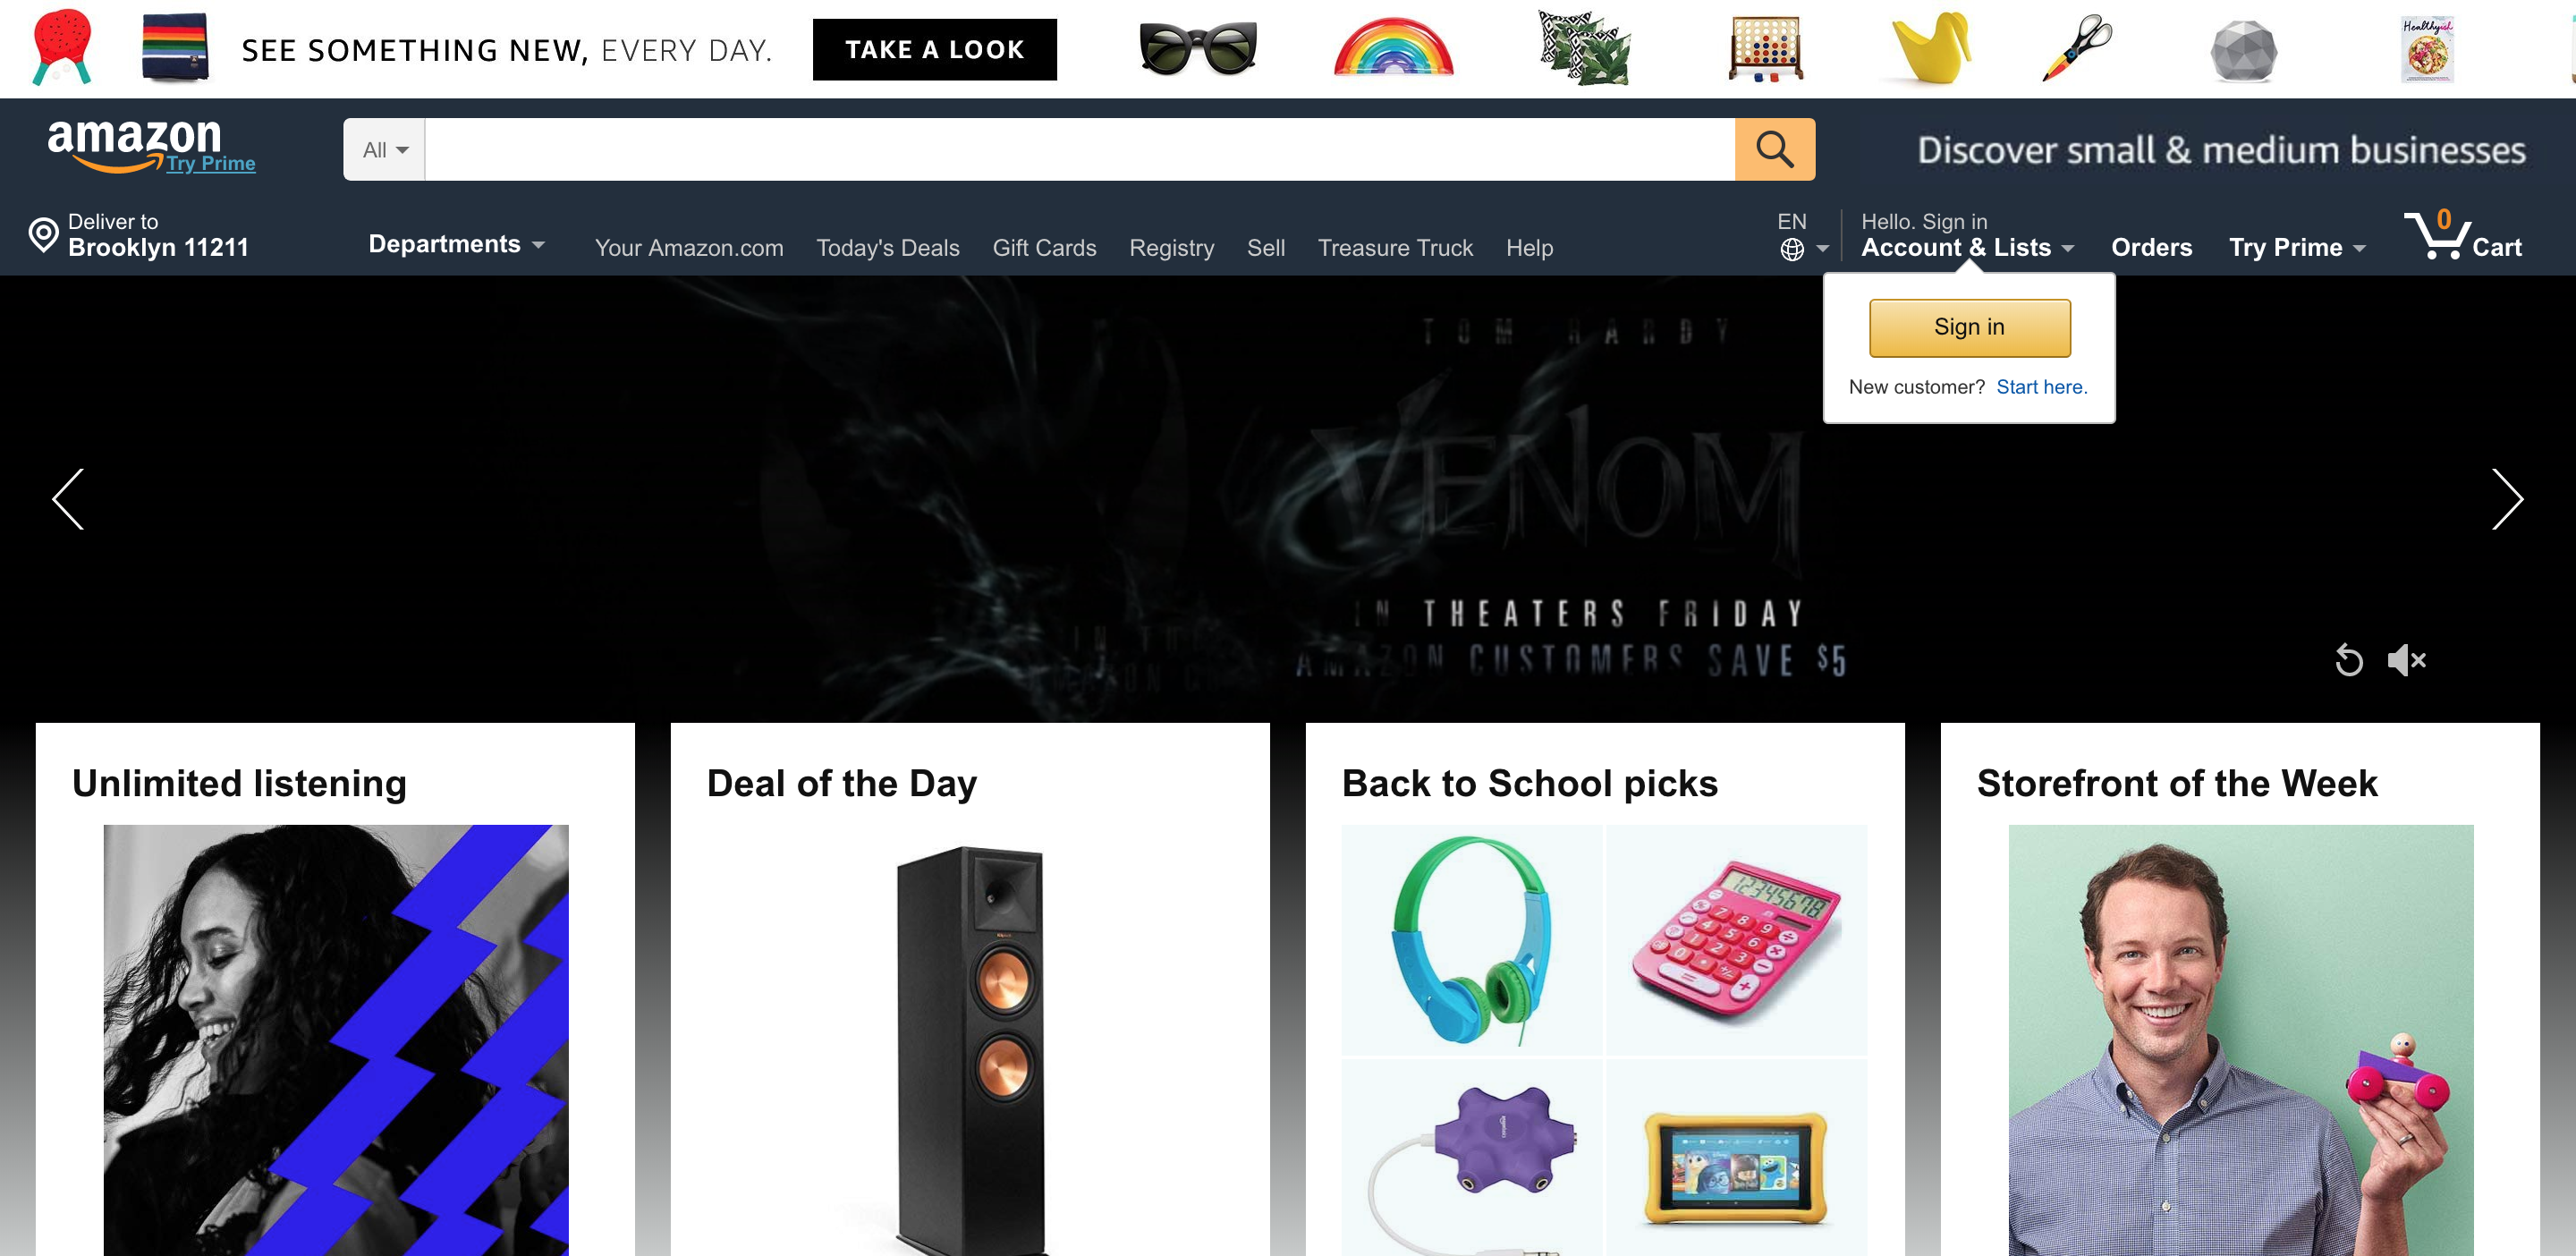 SEE SOMETHING NEW, EVERY DAY.
TAKE A LOOK
Healthyish
amazon
Try Prime
All
Discover small & medium businesses
Deliver to
Brooklyn 11211
Departments
Your Amazon.com
Today's Deals
Gift Cards
Registry
Sell
Treasure Truck
Help
EN
Hello. Sign in
Account & Lists
Orders
Try Prime
0
Cart
Sign in
New customer? Start here.
TOM HARDY
VENOM
IN THEATERS FRIDAY
AMAZON CUSTOMERS SAVE $5
Unlimited listening
Deal of the Day
Back to School picks
Storefront of the Week
12345678